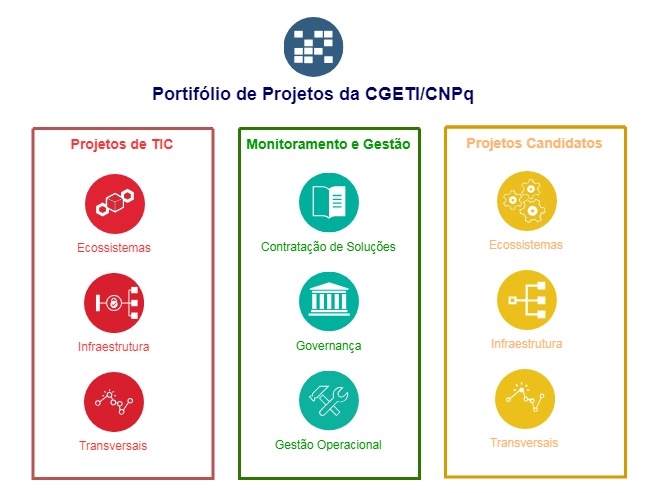 Portifólio de Projetos da CGETI/CNPq
Projetos de TIC
Ecossistemas
Infraestrutura
Transversais
Monitoramento e Gestão
Contratação de Soluções
Governança
Gestão Operacional
Projetos Candidatos
Ecossistemas
Infraestrutura
Transversais